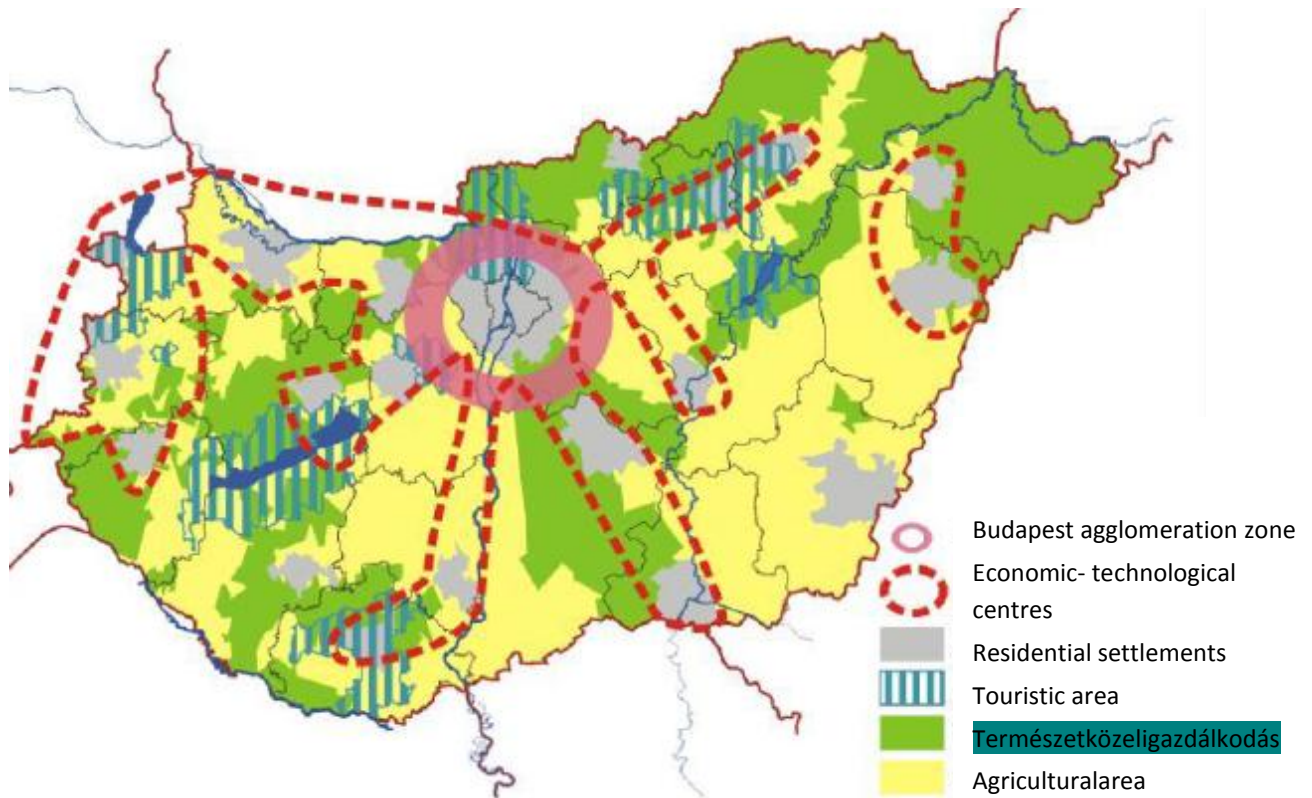 Budapest agglomeration zone
Economic- technological
centres
Residential settlements
Touristic area
Természetközeligazdálkodás
Agriculturalarea